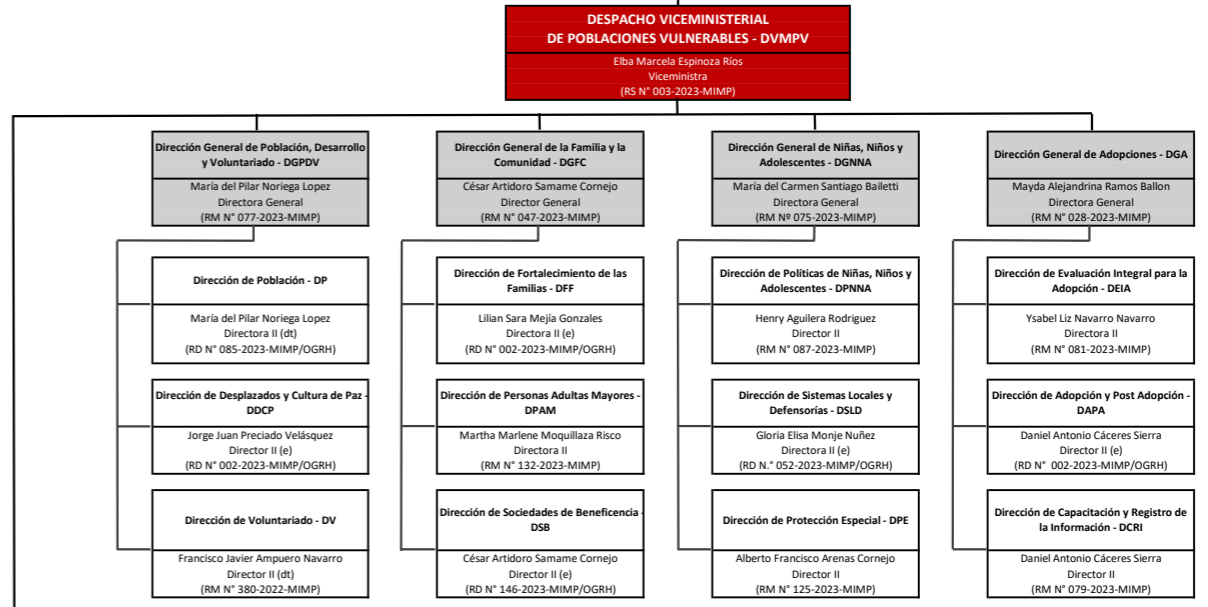 DESPACHO VICEMINISTERIAL
DE POBLACIONES VULNERABLES - DVMPV
Elba Marcela Espinoza Ríos
Viceministra
(RS N° 003-2023-MIMP)
Dirección General de Población, Desarrollo
y Voluntariado - DGPDV
María del Pilar Noriega Lopez
Directora General
(RM N° 077-2023-MIMP)
Dirección de Población - DP
María del Pilar Noriega Lopez
Directora II (dt)
(RD N° 085-2023-MIMP/OGRH)
Dirección de Desplazados y Cultura de Paz -
DDCP
Jorge Juan Preciado Velásquez
Director II (e)
(RD N° 002-2023-MIMP/OGRH)
Dirección de Voluntariado - DV
Francisco Javier Ampuero Navarro
Director II (dt)
(RM N° 380-2022-MIMP)
Dirección General de la Familia y la
Comunidad - DGFC
César Artidoro Samame Cornejo
Director General
(RM N° 047-2023-MIMP)
Dirección de Fortalecimiento de las
Familias - DFF
Lilian Sara Mejía Gonzales
Directora II (e)
(RD N° 002-2023-MIMP/OGRH)
Dirección de Personas Adultas Mayores -
DPAM
Martha Marlene Moquillaza Risco
Directora II
(RM N° 132-2023-MIMP)
Dirección de Sociedades de Beneficencia -
DSB
César Artidoro Samame Cornejo
Director II (e)
(RD N° 146-2023-MIMP/OGRH)
Dirección General de Niñas, Niños y
Adolescentes - DGNNA
María del Carmen Santiago Bailetti
Directora General
(RM Nº 075-2023-MIMP)
Dirección de Políticas de Niñas, Niños y
Adolescentes - DPNNA
Henry Aguilera Rodriguez
Director II
(RM N° 087-2023-MIMP)
Dirección de Sistemas Locales y
Defensorías - DSLD
Gloria Elisa Monje Nuñez
Directora II (e)
(RD N.° 052-2023-MIMP/OGRH)
Dirección de Protección Especial - DPE
Alberto Francisco Arenas Cornejo
Director II
(RM N° 125-2023-MIMP)
Dirección General de Adopciones - DGA
Mayda Alejandrina Ramos Ballon
Directora General
(RM N° 028-2023-MIMP)
Dirección de Evaluación Integral para la
Adopción - DEIA
Ysabel Liz Navarro Navarro
Directora II
(RM N° 081-2023-MIMP)
Dirección de Adopción y Post Adopción -
DAPA
Daniel Antonio Cáceres Sierra
Director II (e)
(RD N° 002-2023-MIMP/OGRH)
Dirección de Capacitación y Registro de
la Información - DCRI
Daniel Antonio Cáceres Sierra
Director II
(RM N° 079-2023-MIMP)